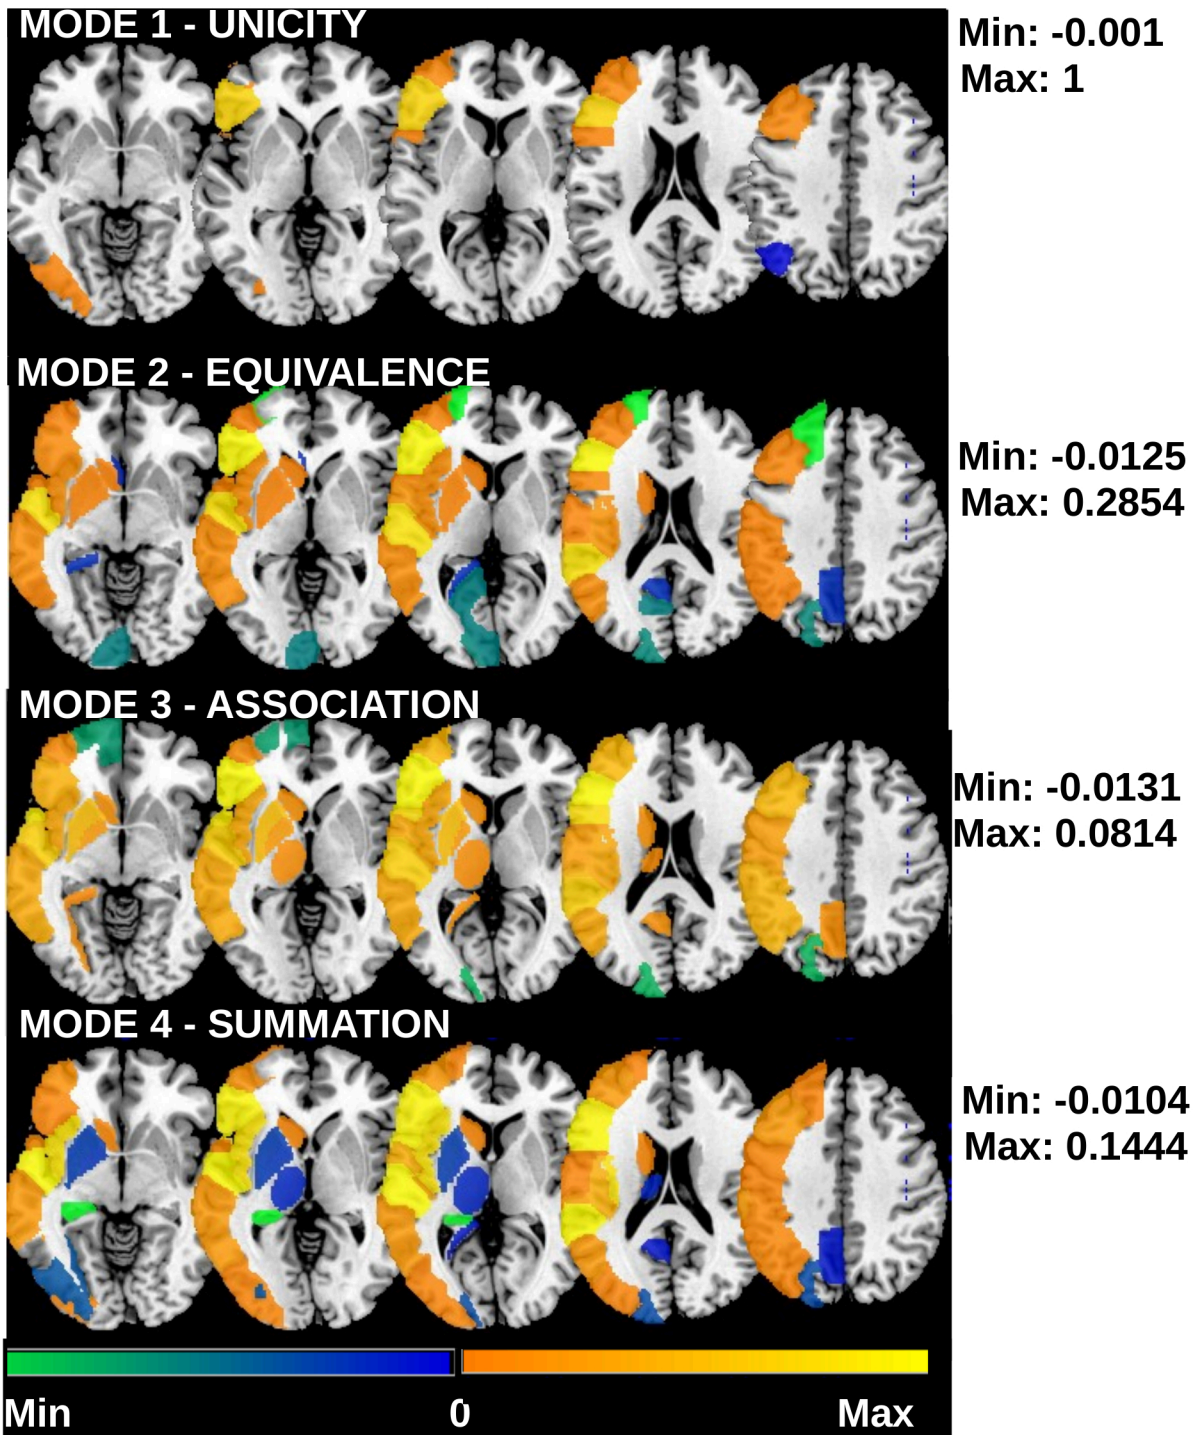 MODE 1 - UNICITY
Min: -0.001
Max: 1
MODE 2 - EQUIVALENCE
Min: -0.0125
Max: 0.2854
MODE 3 - ASSOCIATION
Min: -0.0131
Max: 0.0814
MODE 4 - SUMMATION
Min: -0.0104
Max: 0.1444
Min 0 Max